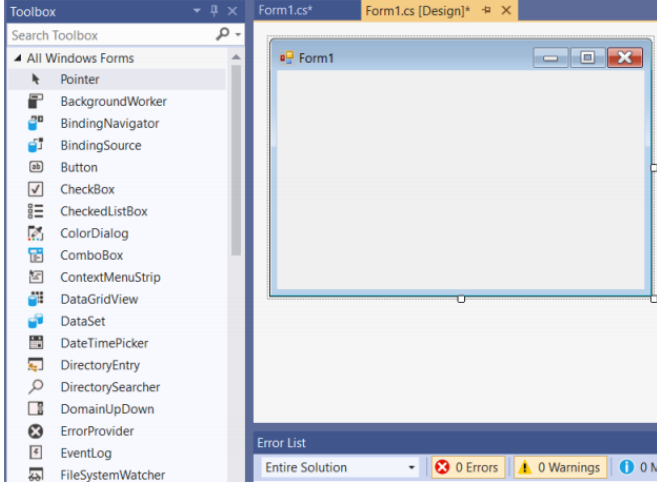 Toolbox
Search Toolbox
All Windows Forms
Pointer
BackgroundWorker
BindingNavigator
BindingSource
Button
CheckBox
CheckedListBox
ColorDialog
ComboBox
ContextMenuStrip
DataGridView
DataSet
DateTimePicker
DirectoryEntry
DirectorySearcher
DomainUpDown
ErrorProvider
EventLog
FileSystemWatcher
Form1.cs* Form1.cs [Design]*
Form1
Error List
Entire Solution 0 Errors 0 Warnings 0 M